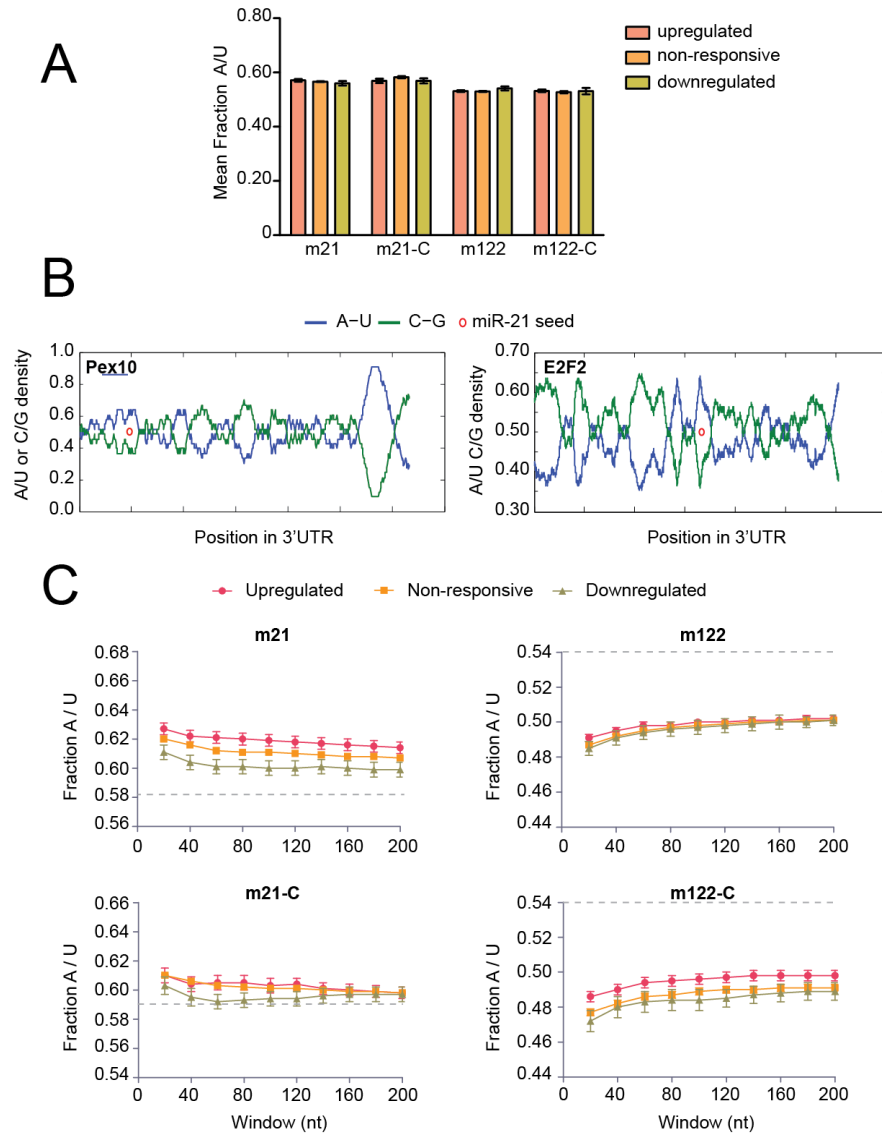 A
Mean Fraction A/U
0.80
0.60
0.40
0.20
0
m21
m21-C
m122
m122-C
upregulated
non-responsive
downregulated
B
A−U
C−G
miR-21 seed
Pex10
A/U or C/G density
1.0
0.8
0.6
0.4
0.2
0.0
Position in 3'UTR
E2F2
A/U C/G density
0.70
0.50
0.30
Position in 3'UTR
C
Upregulated
Non-responsive
Downregulated
m21
Fraction A / U
0.68
0.66
0.64
0.62
0.60
0.58
0.56
0 40 80 120 160 200
m122
Fraction A / U
0.54
0.52
0.50
0.48
0.46
0.44
0 40 80 120 160 200
m21-C
Fraction A / U
0.66
0.64
0.62
0.60
0.58
0.56
0.54
0 40 80 120 160 200
Window (nt)
m122-C
Fraction A / U
0.54
0.52
0.50
0.48
0.46
0.44
0 40 80 120 160 200
Window (nt)